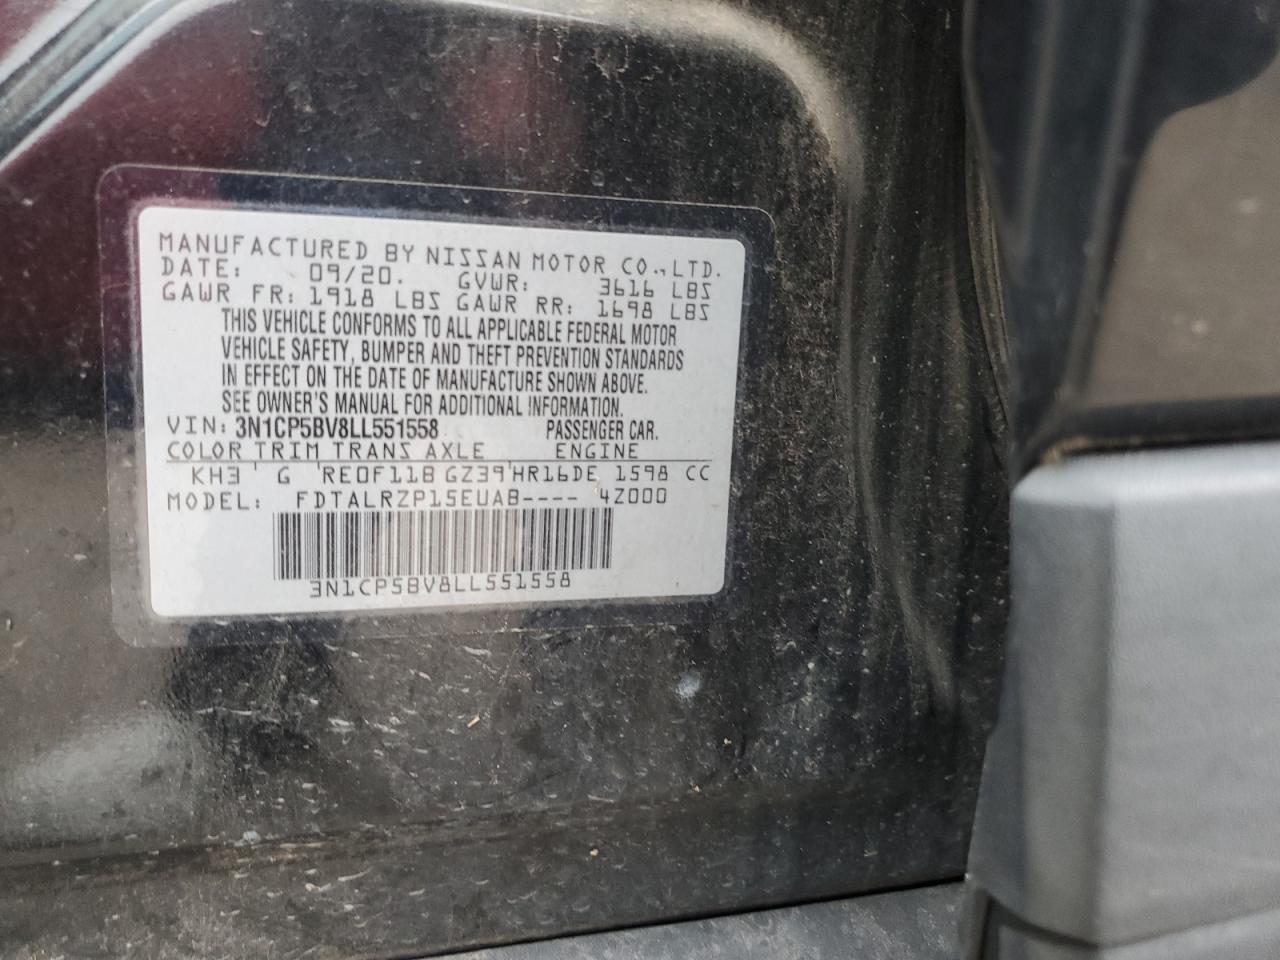 MANUFACTURED BY NISSAN MOTOR CO., LTD.
DATE: 09/20. GVWR: 3616 LBS
GAWR FR: 1918 LBS GAWR RR: 1698 LBS
THIS VEHICLE CONFORMS TO ALL APPLICABLE FEDERAL MOTOR
VEHICLE SAFETY, BUMPER AND THEFT PREVENTION STANDARDS
IN EFFECT ON THE DATE OF MANUFACTURE SHOWN ABOVE.
SEE OWNER'S MANUAL FOR ADDITIONAL INFORMATION.
VIN: 3N1CP5BV8LL551558 PASSENGER CAR.
COLOR TRIM TRANS AXLE ENGINE
KH3 ' G 'RE0F11B GZ39'HR16DE 1598 CC
MODEL: FDTALRZP15EUAB---- 4Z000
3N1CP5BV8LL551558